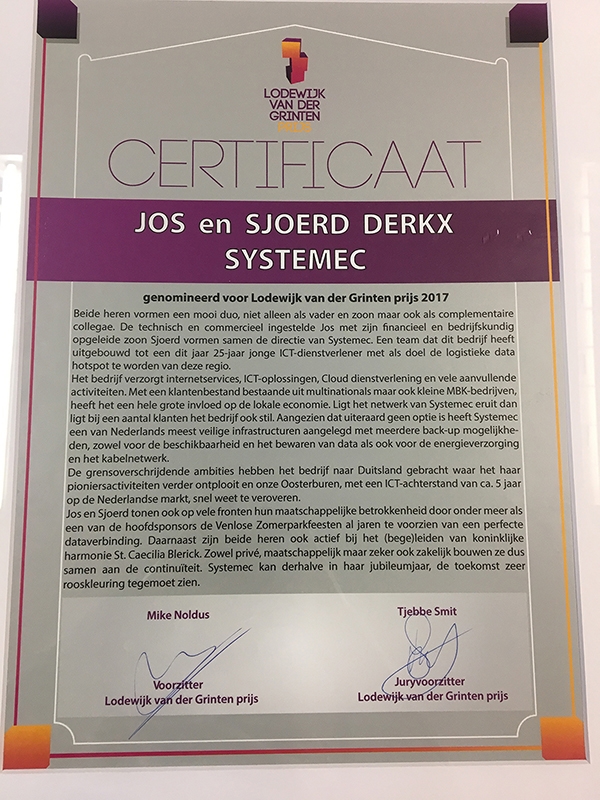 LODEWIJK
VAN DER
GRINTEN
PRIJS
CERTIFICAAT
JOS en SJOERD DERKX
SYSTEMEC
genomineerd voor Lodewijk van der Grinten prijs 2017
Beide heren vormen een mooi duo, niet alleen als vader en zoon maar ook als complementaire
collegae. De technisch en commercieel ingestelde Jos met zijn financieel en bedrijfskundig
opgeleide zoon Sjoerd vormen samen de directie van Systemec. Een team dat dit bedrijf heeft
uitgebouwd tot een dit jaar 25-jaar jonge ICT-dienstverlener met als doel de logistieke data
hotspot te worden van deze regio.
Het bedrijf verzorgt internetservices, ICT-oplossingen, Cloud dienstverlening en vele aanvullende
activiteiten. Met een klantenbestand bestaande uit multinationals maar ook kleine MBK-bedrijven,
heeft het een hele grote invloed op de lokale economie. Ligt het netwerk van Systemec eruit dan
ligt bij een aantal klanten het bedrijf ook stil. Aangezien dat uiteraard geen optie is heeft Systemec
een van Nederlands meest veilige infrastructuren aangelegd met meerdere back-up mogelijkhe-
den, zowel voor de beschikbaarheid en het bewaren van data als ook voor de energieverzorging
en het kabelnetwerk.
De grensoverschrijdende ambities hebben het bedrijf naar Duitsland gebracht waar het haar
pioniersactiviteiten verder ontplooit en onze Oosterburen, met een ICT-achterstand van ca. 5 jaar
op de Nederlandse markt, snel weet te veroveren.
Jos en Sjoerd tonen ook op vele fronten hun maatschappelijke betrokkenheid door onder meer als
een van de hoofdsponsors de Venlose Zomerparkfeesten al jaren te voorzien van een perfecte
dataverbinding. Daarnaast zijn beide heren ook actief bij het (bege)leiden van koninklijke
harmonie St. Caecilia Blerick. Zowel privé, maatschappelijk maar zeker ook zakelijk bouwen ze dus
samen aan de continuïteit. Systemec kan derhalve in haar jubileumjaar, de toekomst zeer
rooskleuring tegemoet zien.
Mike Noldus
Tjebbe Smit
Voorzitter
Lodewijk van der Grinten prijs
Juryvoorzitter
Lodewijk van der Grinten prijs